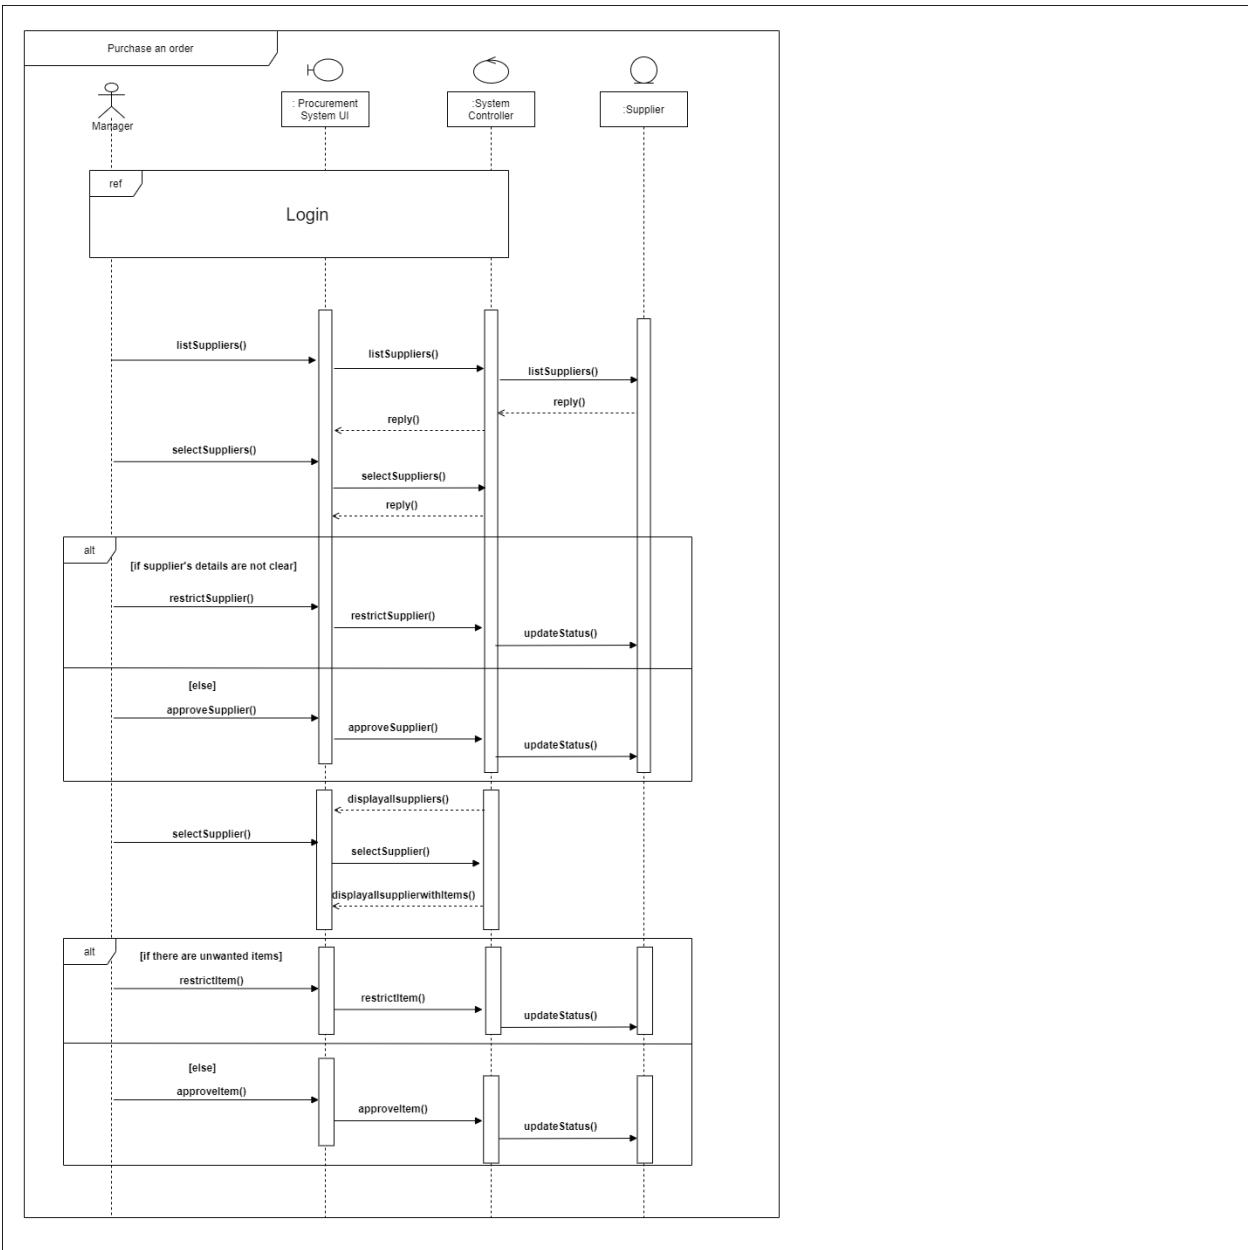 Purchase an order
Manager
: Procurement
System UI
:System
Controller
:Supplier
ref
Login
listSuppliers()
listSuppliers()
listSuppliers()
reply()
reply()
selectSuppliers()
selectSuppliers()
reply()
alt
[if supplier's details are not clear]
restrictSupplier()
restrictSupplier()
updateStatus()
[else]
approveSupplier()
approveSupplier()
updateStatus()
displayallsuppliers()
selectSupplier()
selectSupplier()
displayallsupplierwithItems()
alt
[if there are unwanted items]
restrictItem()
restrictItem()
updateStatus()
[else]
approveItem()
approveItem()
updateStatus()